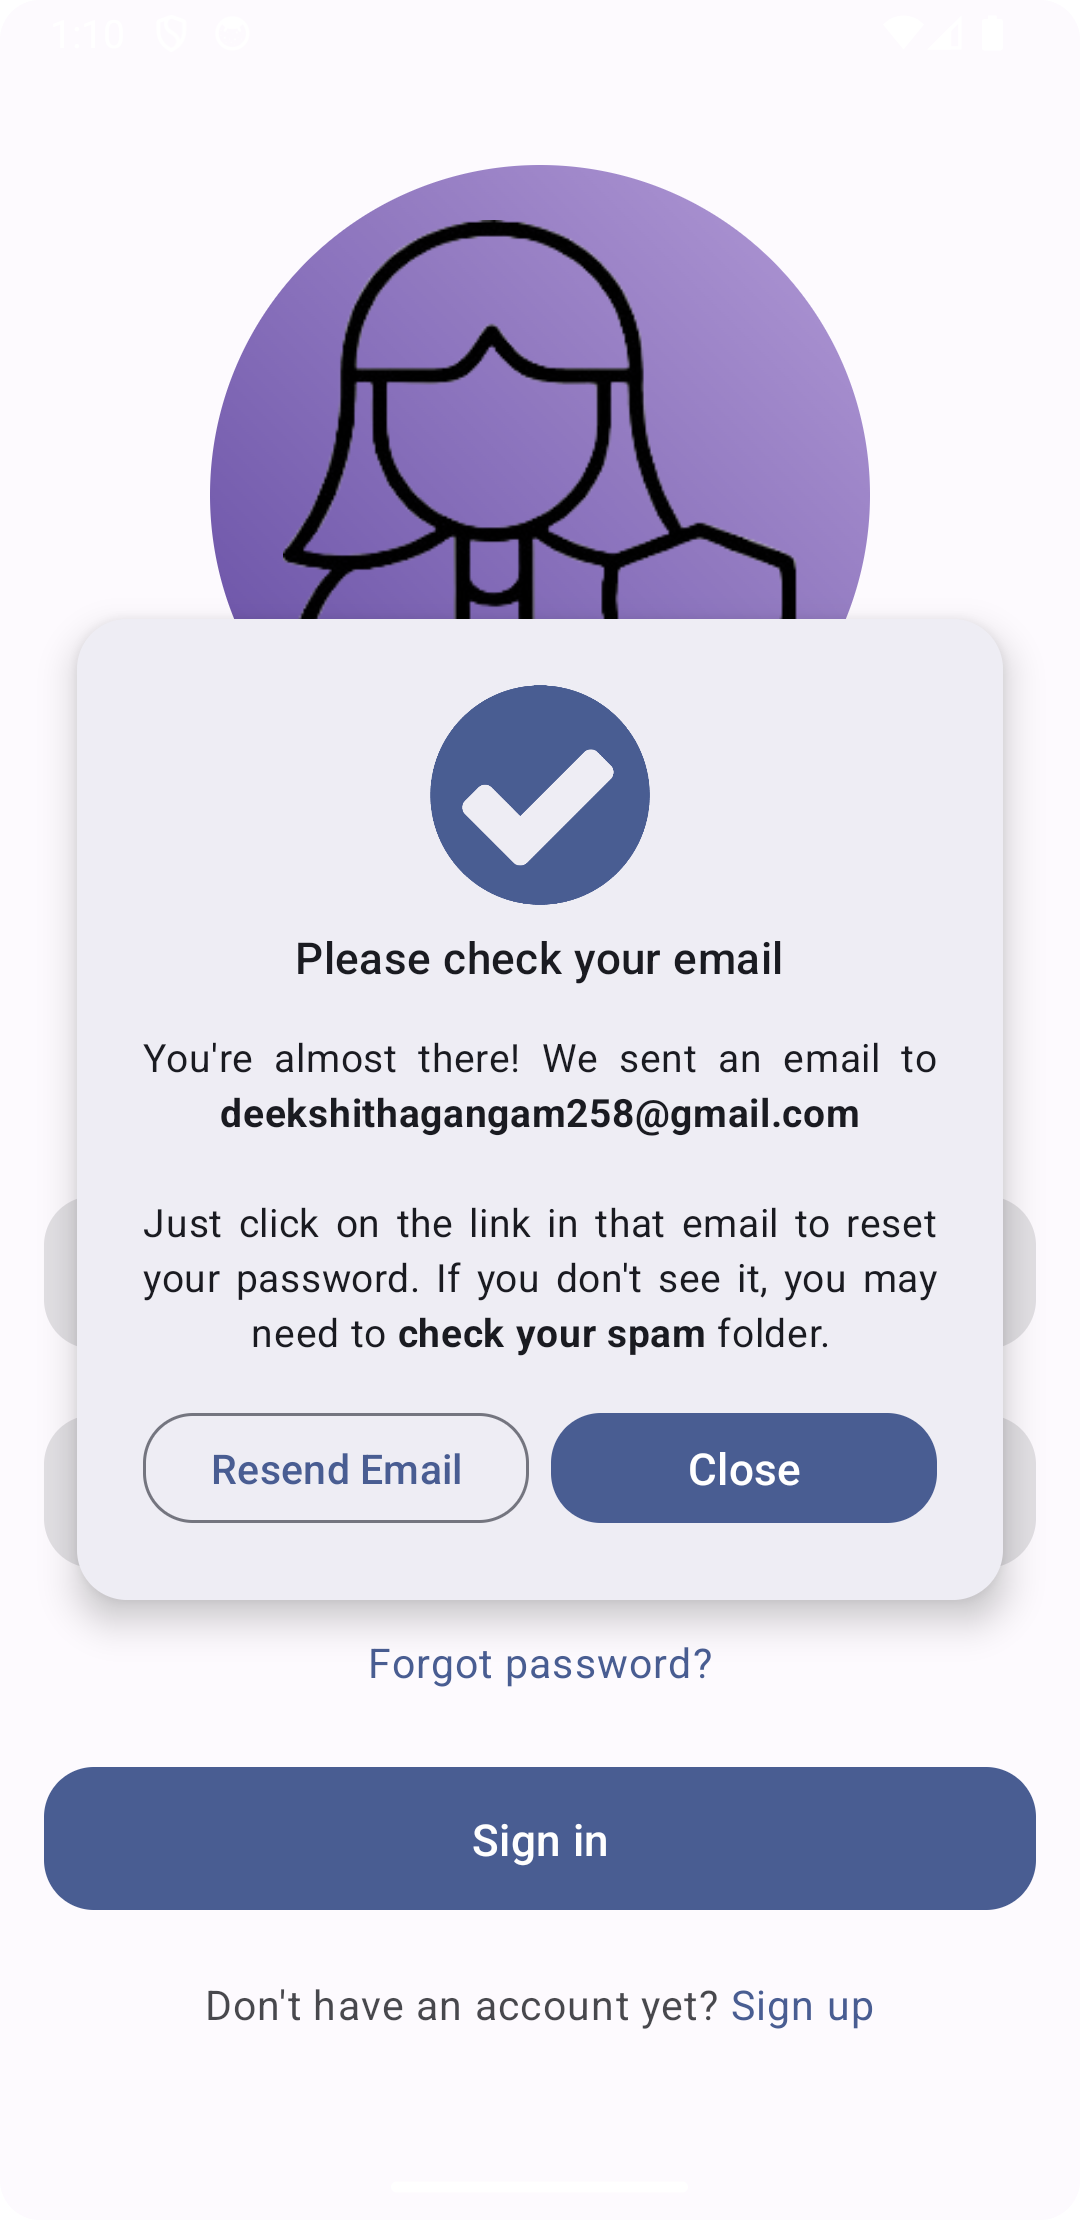 1:10
Please check your email
You're almost there! We sent an email to
deekshithagangam258@gmail.com
Just click on the link in that email to reset
your password. If you don't see it, you may
need to check your spam folder.
Resend Email
Close
Forgot password?
Sign in
Don't have an account yet? Sign up